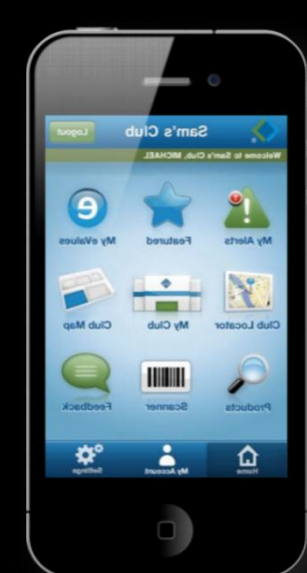 Sam's Club Logout
Welcome to Sam's Club, MICHAEL
e
My Alerts Featured My eValues
Club Locator My Club Club Map
Products Scanner Feedback
Home My Account Settings